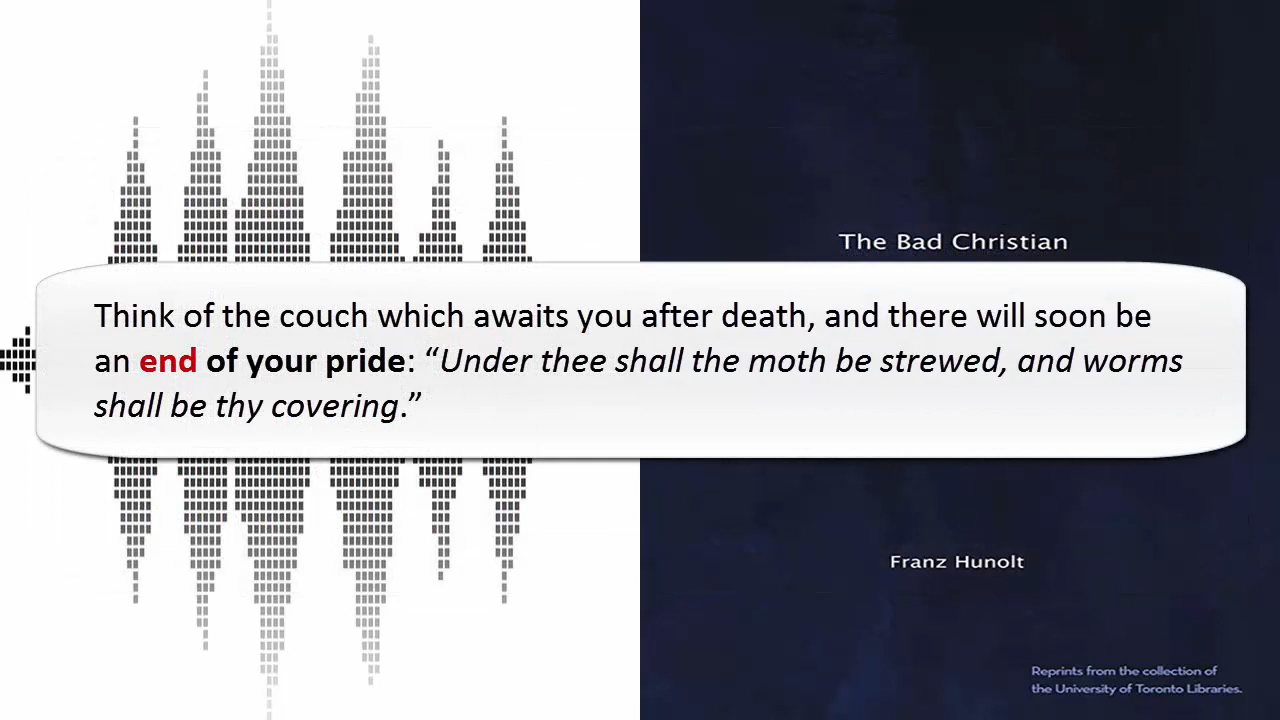 The Bad Christian
Think of the couch which awaits you after death, and there will soon be
an end of your pride: “Under thee shall the moth be strewed, and worms
shall be thy covering.”
Franz Hunolt
Reprints from the collection of
the University of Toronto Libraries.